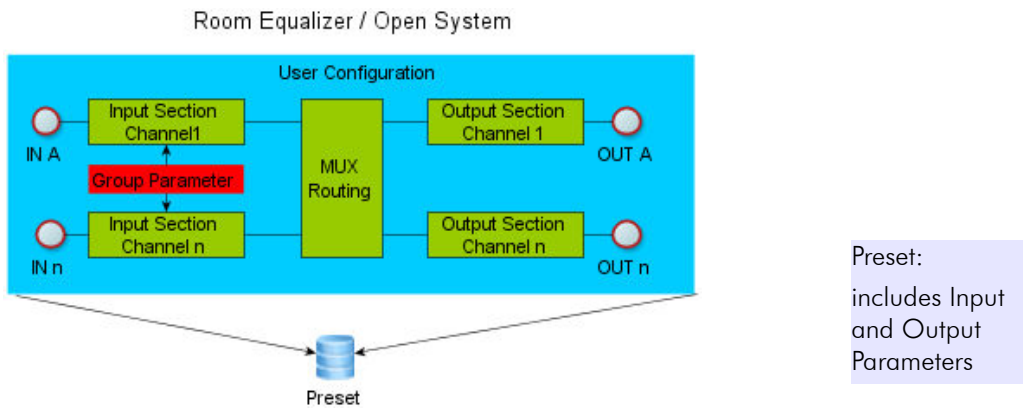 Room Equalizer / Open System
User Configuration
Input Section
Channel1
Output Section
Channel 1
IN A
OUT A
MUX
Routing
Group Parameter
Input Section
Channel n
Output Section
Channel n
IN n
OUT n
Preset
Preset:
includes Input
and Output
Parameters